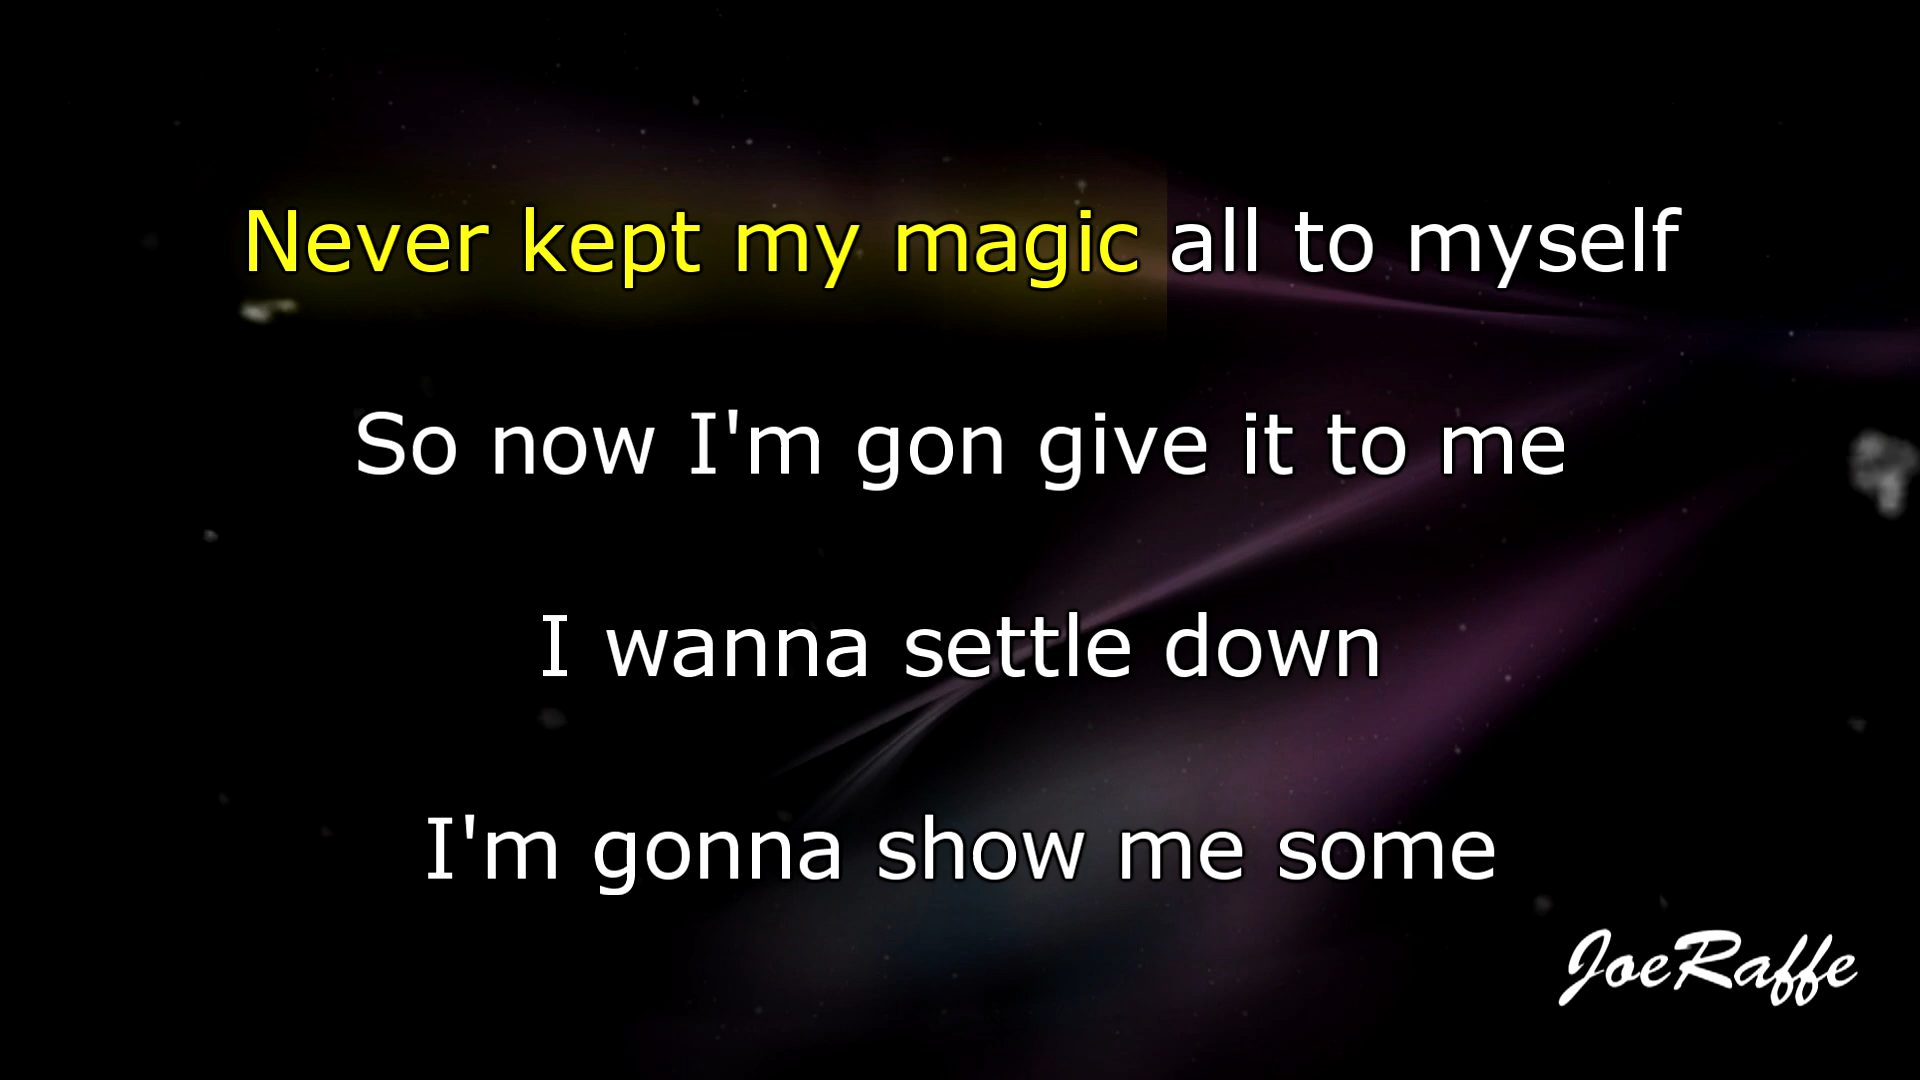 Never kept my magic all to myself
So now I'm gon give it to me
I wanna settle down
I'm gonna show me some
JoeRaffe